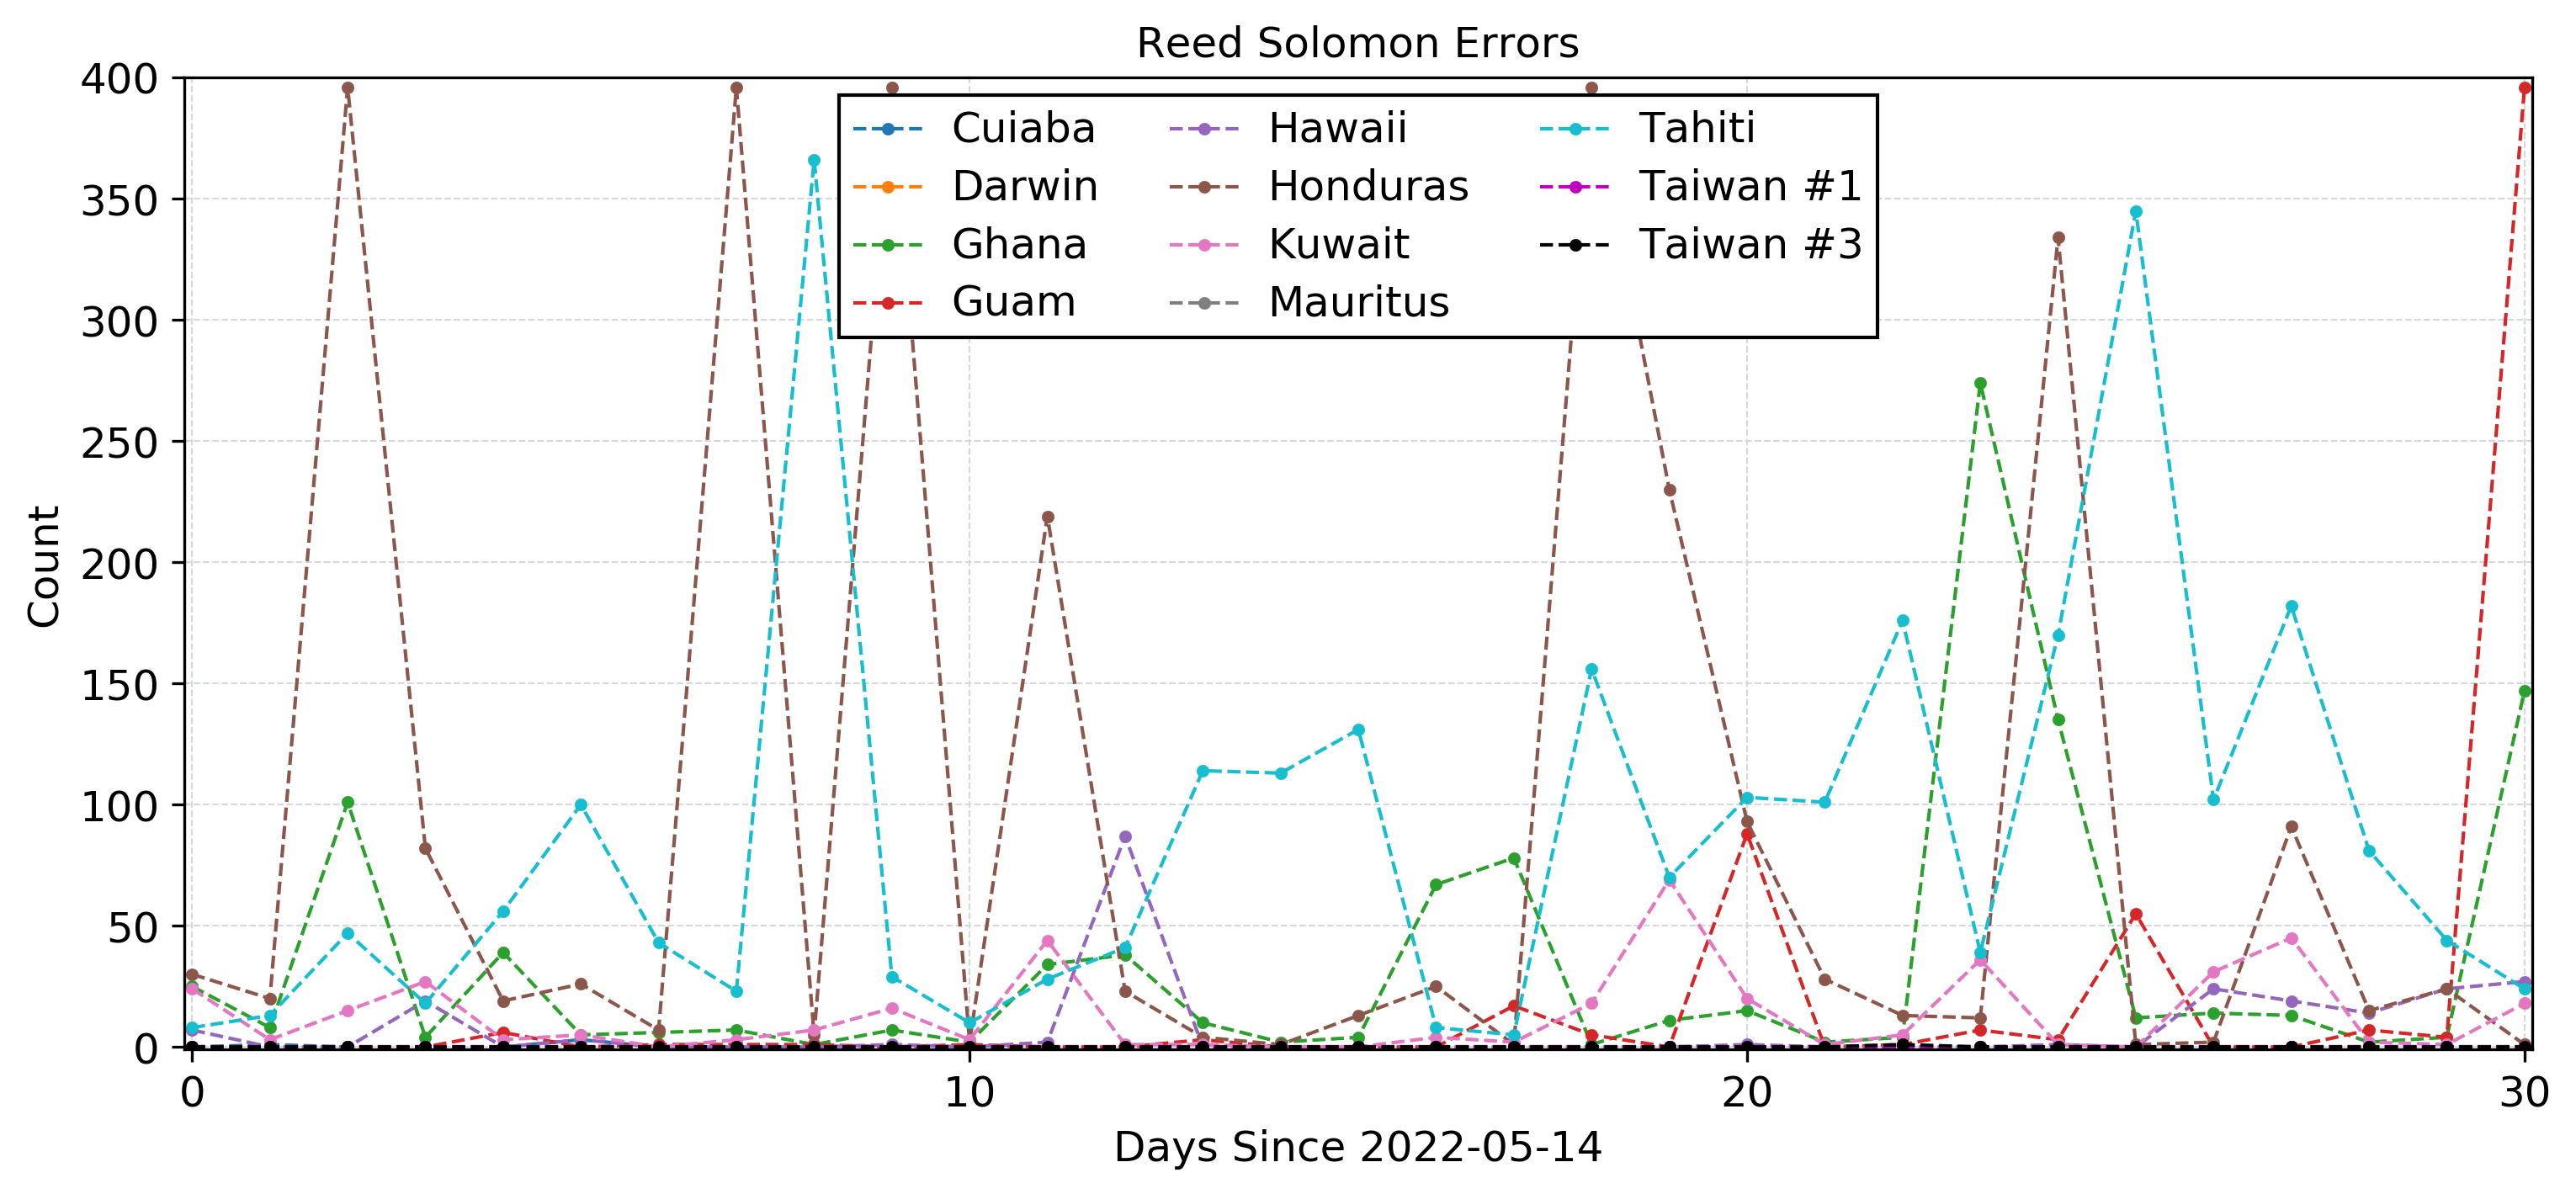 Reed Solomon Errors
400
350
300
250
200
150
100
50
0
Count
Cuiaba
Darwin
Ghana
Guam
Hawaii
Honduras
Kuwait
Mauritus
Tahiti
Taiwan #1
Taiwan #3
0 10 20 30
Days Since 2022-05-14